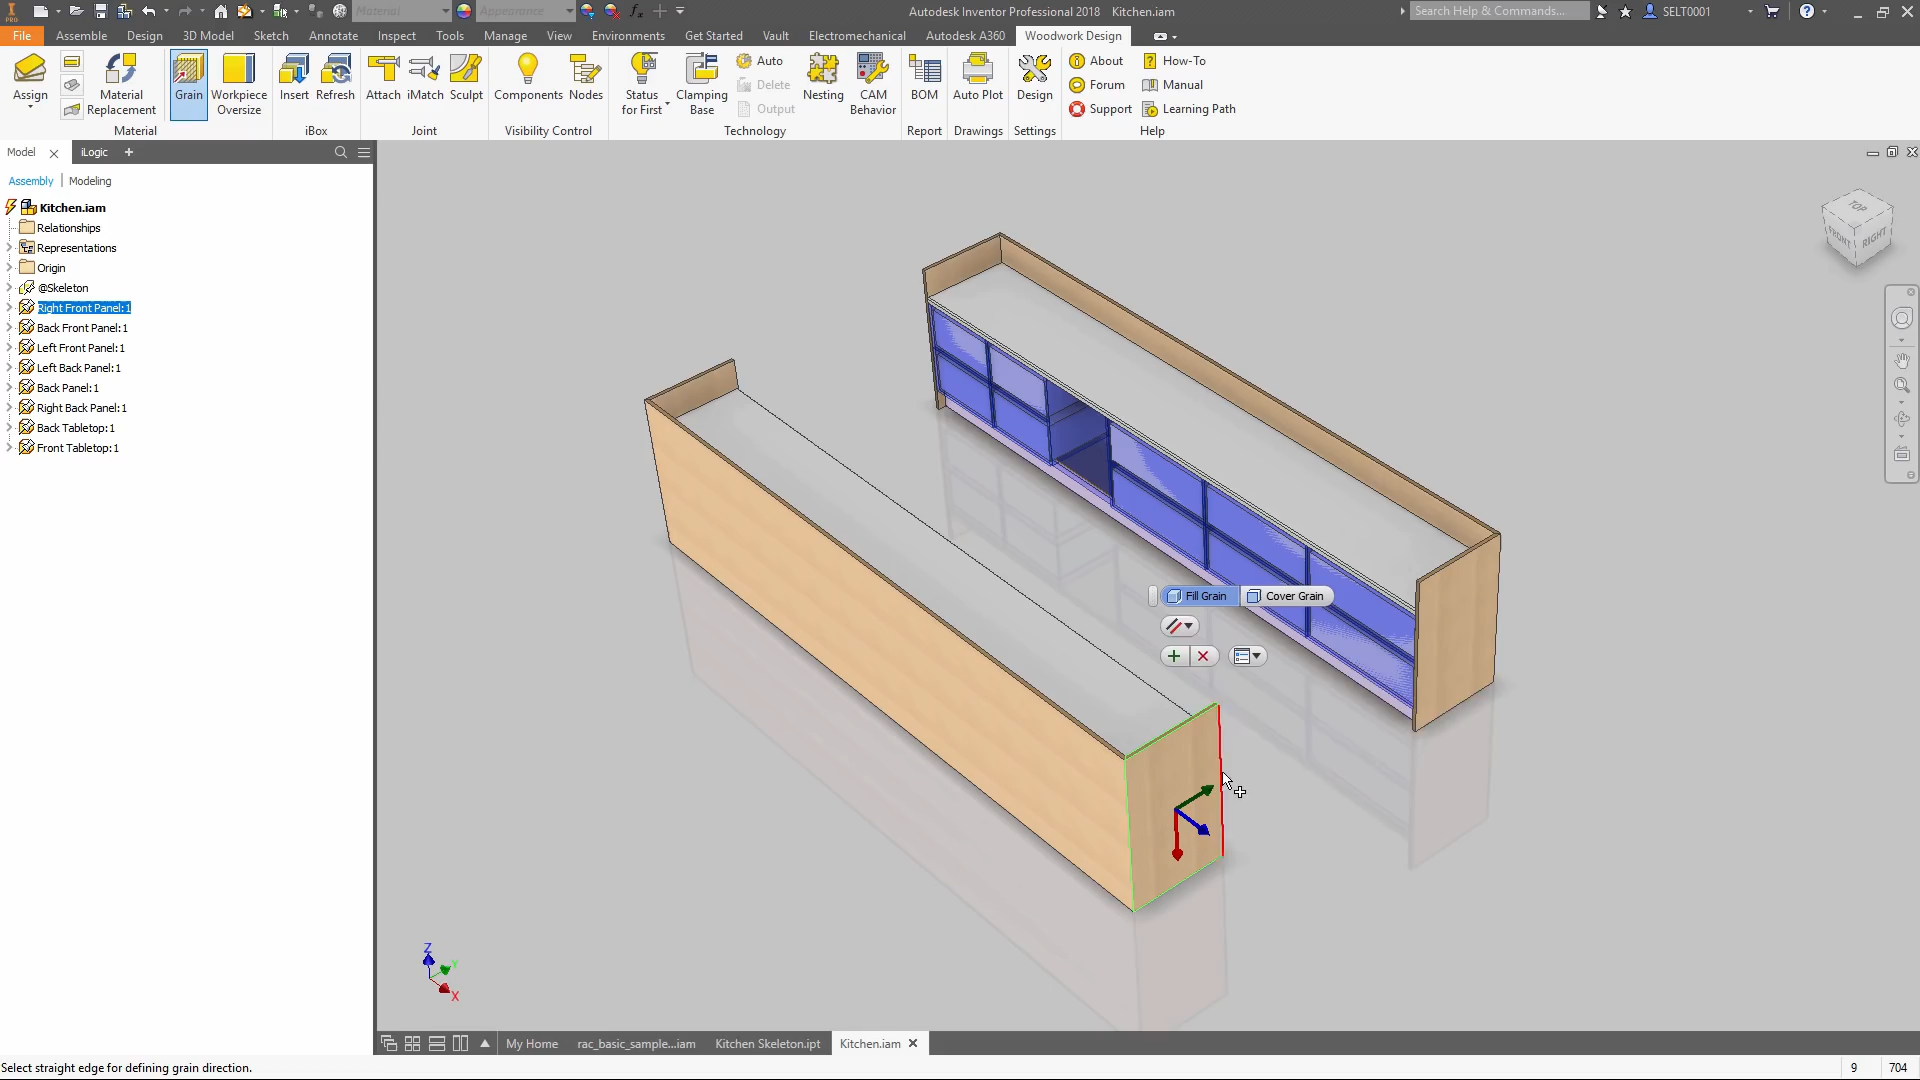 Material
Appearance
Autodesk Inventor Professional 2018 Kitchen.iam
Search Help & Commands...
SELT0001
PRO
File Assemble Design 3D Model Sketch Annotate Inspect Tools Manage View Environments Get Started Vault Electromechanical Autodesk A360 Woodwork Design
Assign
Material
Replacement
Grain
Workpiece
Oversize
Insert
Refresh
Attach
iMatch
Sculpt
Components
Nodes
Status
for First
Clamping
Base
Auto
Delete
Output
Nesting
CAM
Behavior
BOM
Auto Plot
Design
About
Forum
Support
How-To
Manual
Learning Path
Material
iBox
Joint
Visibility Control
Technology
Report
Drawings
Settings
Help
Model
iLogic
Assembly
Modeling
Kitchen.iam
Relationships
Representations
Origin
@Skeleton
Right Front Panel:1
Back Front Panel:1
Left Front Panel:1
Left Back Panel:1
Back Panel:1
Right Back Panel:1
Back Tabletop:1
Front Tabletop:1
TOP
FRONT
RIGHT
Fill Grain
Cover Grain
Z
Y
X
My Home
rac_basic_sample...iam
Kitchen Skeleton.ipt
Kitchen.iam
Select straight edge for defining grain direction.
9
704